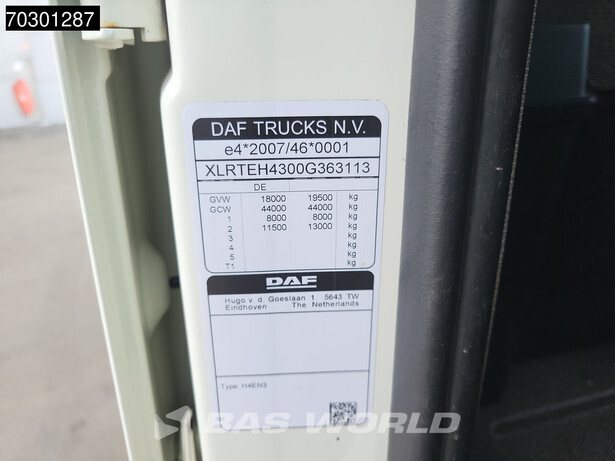 70301287
DAF TRUCKS N.V.
e4*2007/46*0001
XLRTEH4300G363113
DE
GVW 18000 19500 kg
GCW 44000 44000 kg
1 8000 8000 kg
2 11500 13000 kg
3 kg
4 kg
5 kg
T1 kg
DAF
Hugo v. d. Goeslaan 1 5643 TW
Eindhoven The Netherlands
Type H4EN3
BAS WORLD